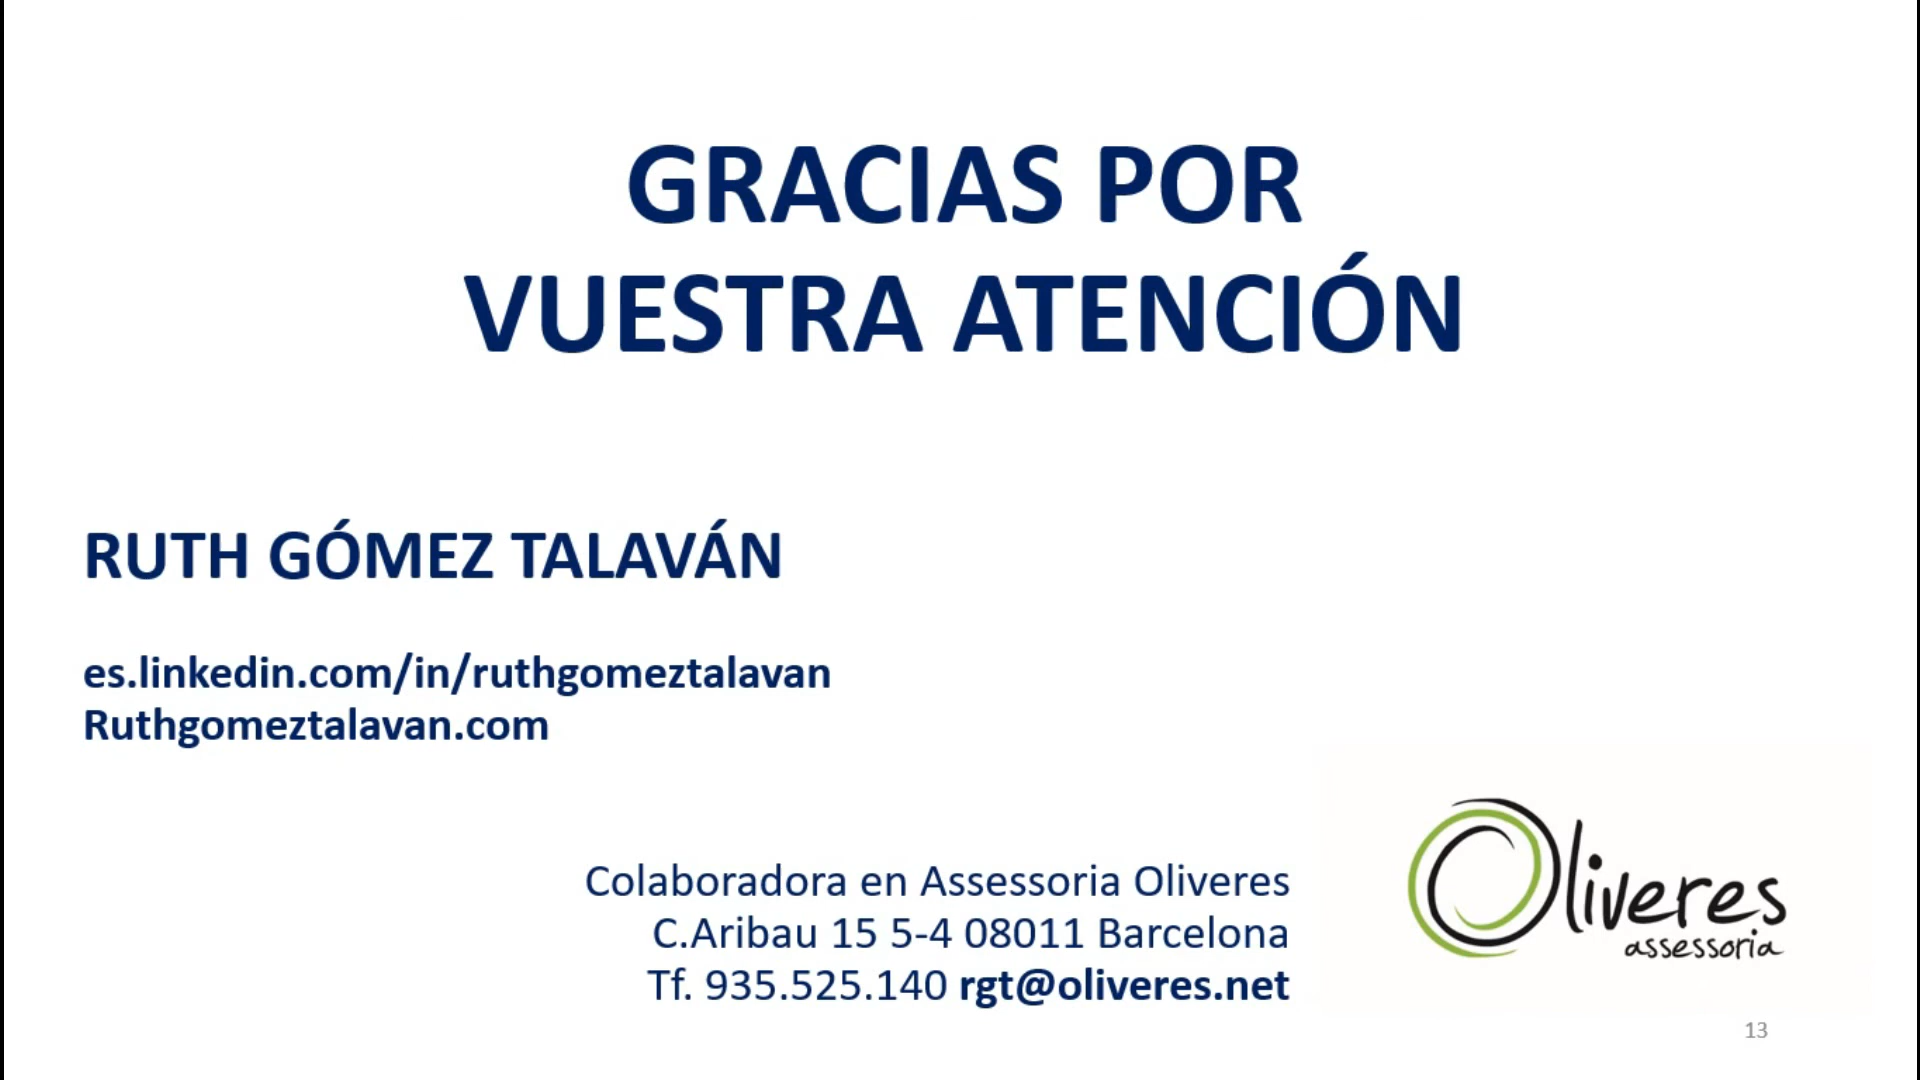 GRACIAS POR
VUESTRA ATENCIÓN
RUTH GÓMEZ TALAVÁN
es.linkedin.com/in/ruthgomeztalavan
Ruthgomeztalavan.com
Colaboradora en Assessoria Oliveres
C.Aribau 15 5-4 08011 Barcelona
Tf. 935.525.140 rgt@oliveres.net
Oliveres
assessoria
13